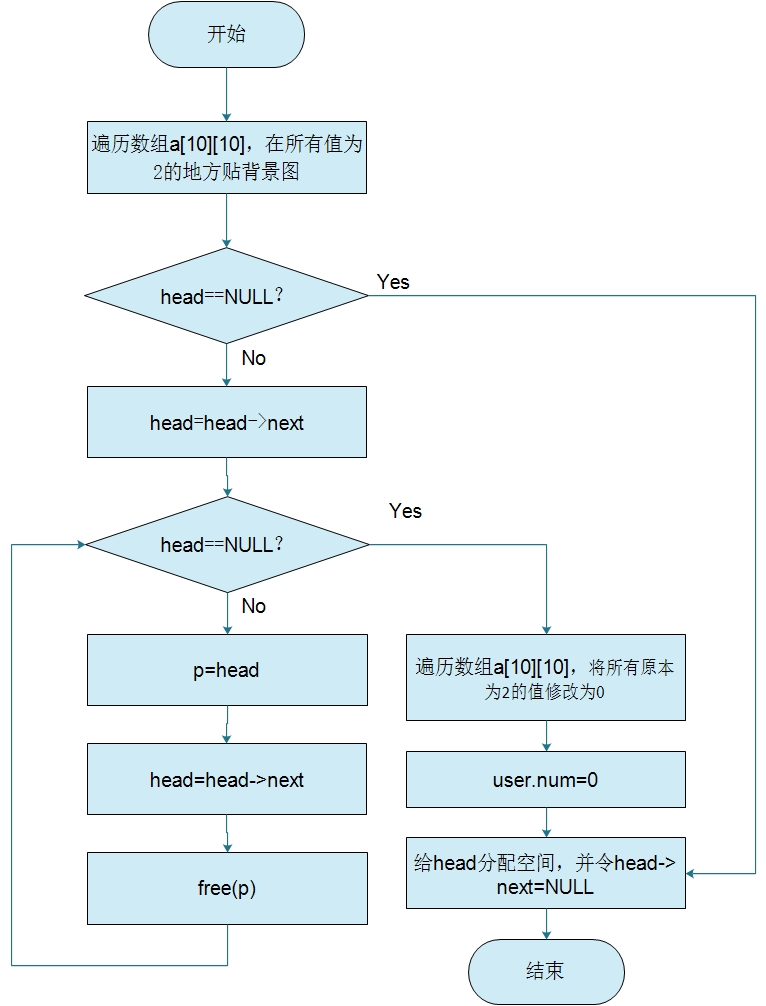 开始
遍历数组a[10][10]，在所有值为
2的地方贴背景图
head==NULL？
Yes
No
head=head->next
head==NULL？
Yes
No
p=head
head=head->next
free(p)
遍历数组a[10][10]，将所有原本
为2的值修改为0
user.num=0
给head分配空间，并令head->
next=NULL
结束